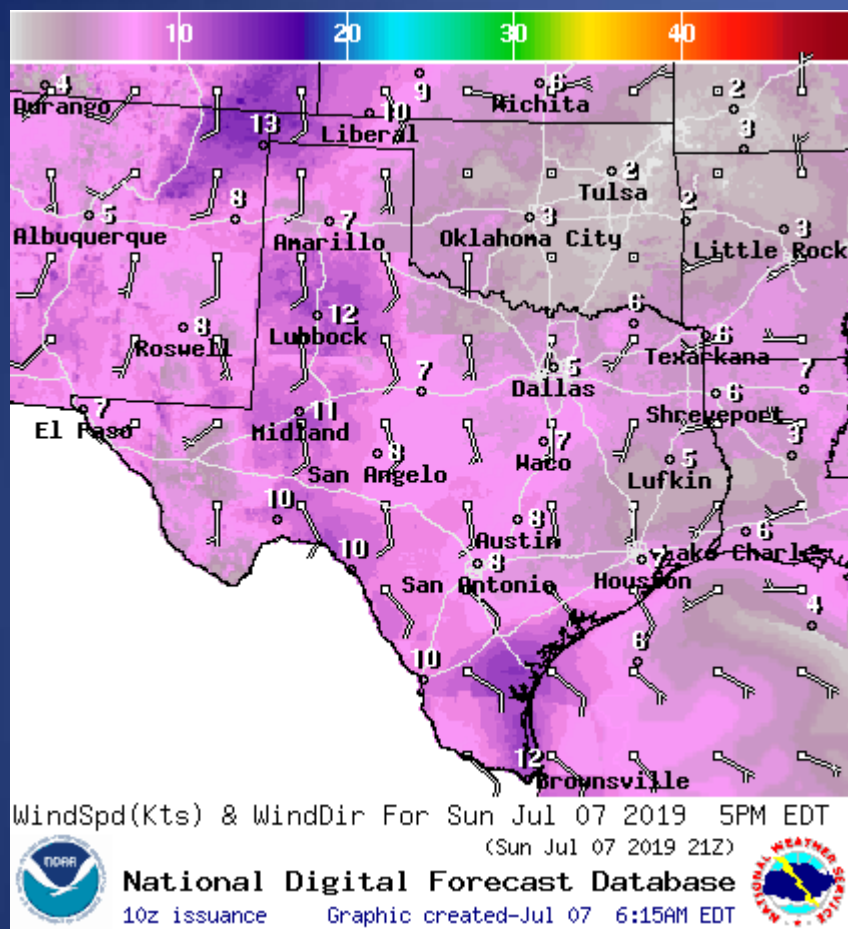 10 20 30 40
4 9 6 2
Durango 10 Wichita
13 Liberal 3
2
Tulsa
5 8 7 3 2 3
Albuquerque Amarillo Oklahoma City Little Rock
12 6
8 Lubbock 6
Roswell 5 Texarkana
7 Dallas 7
7 11 6
El Paso Midland Shreveport
8 7 3
San Angelo Waco 5
Lufkin
10 8 6
Austin Lake Charles
10 8 7
San Antonio Houston
4
10 6
12
Brownsville
WindSpd(Kts) & WindDir For Sun Jul 07 2019 5PM EDT
(Sun Jul 07 2019 21Z)
NOAA
National Digital Forecast Database
10z issuance Graphic created-Jul 07 6:15AM EDT
NATIONAL WEATHER SERVICE